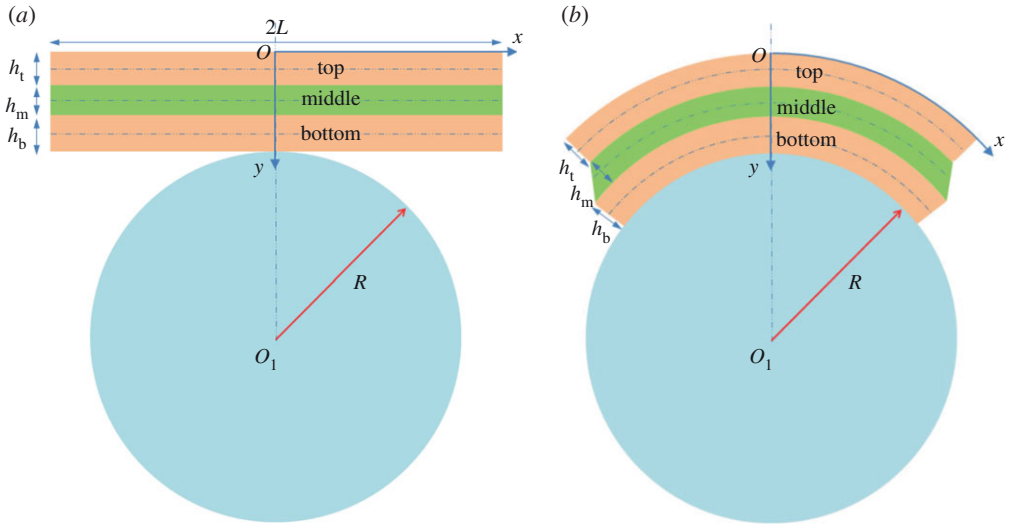 (a)
2L
O
x
h_t
top
h_m
middle
h_b
bottom
y
R
O_1
(b)
O
top
middle
bottom
x
h_t
h_m
h_b
y
R
O_1